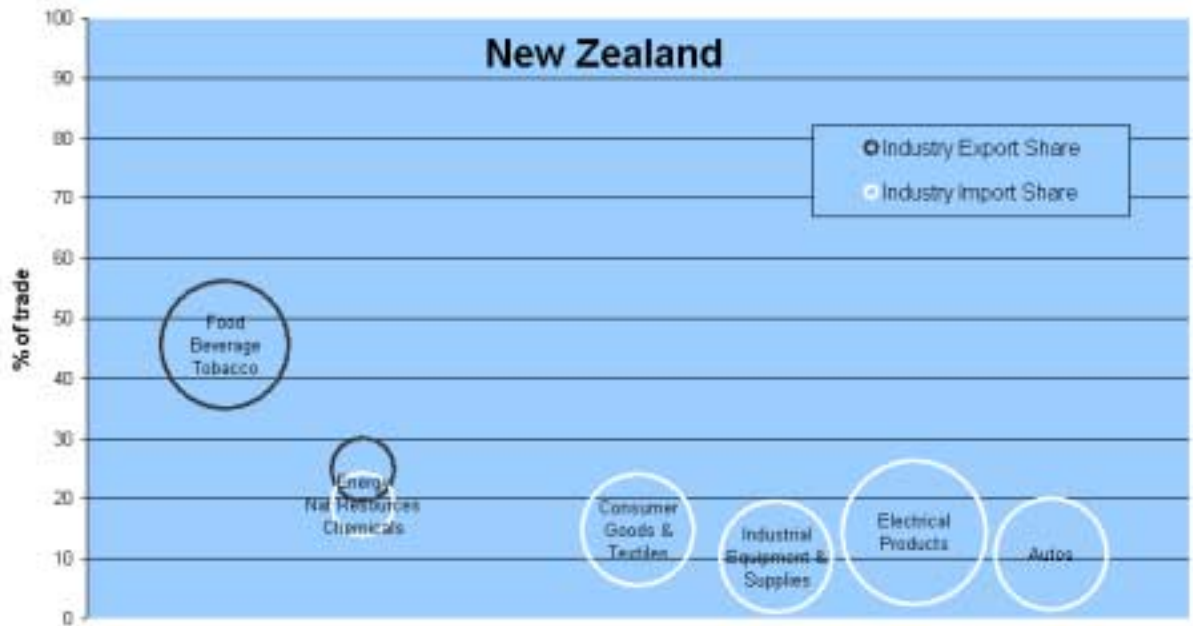 New Zealand
100
90
80
70
60
50
40
30
20
10
0
% of trade
Industry Export Share
Industry Import Share
Food
Beverage
Tobacco
Energy
Nat Resources
Chemicals
Consumer
Goods &
Textiles
Industrial
Equipment &
Supplies
Electrical
Products
Autos